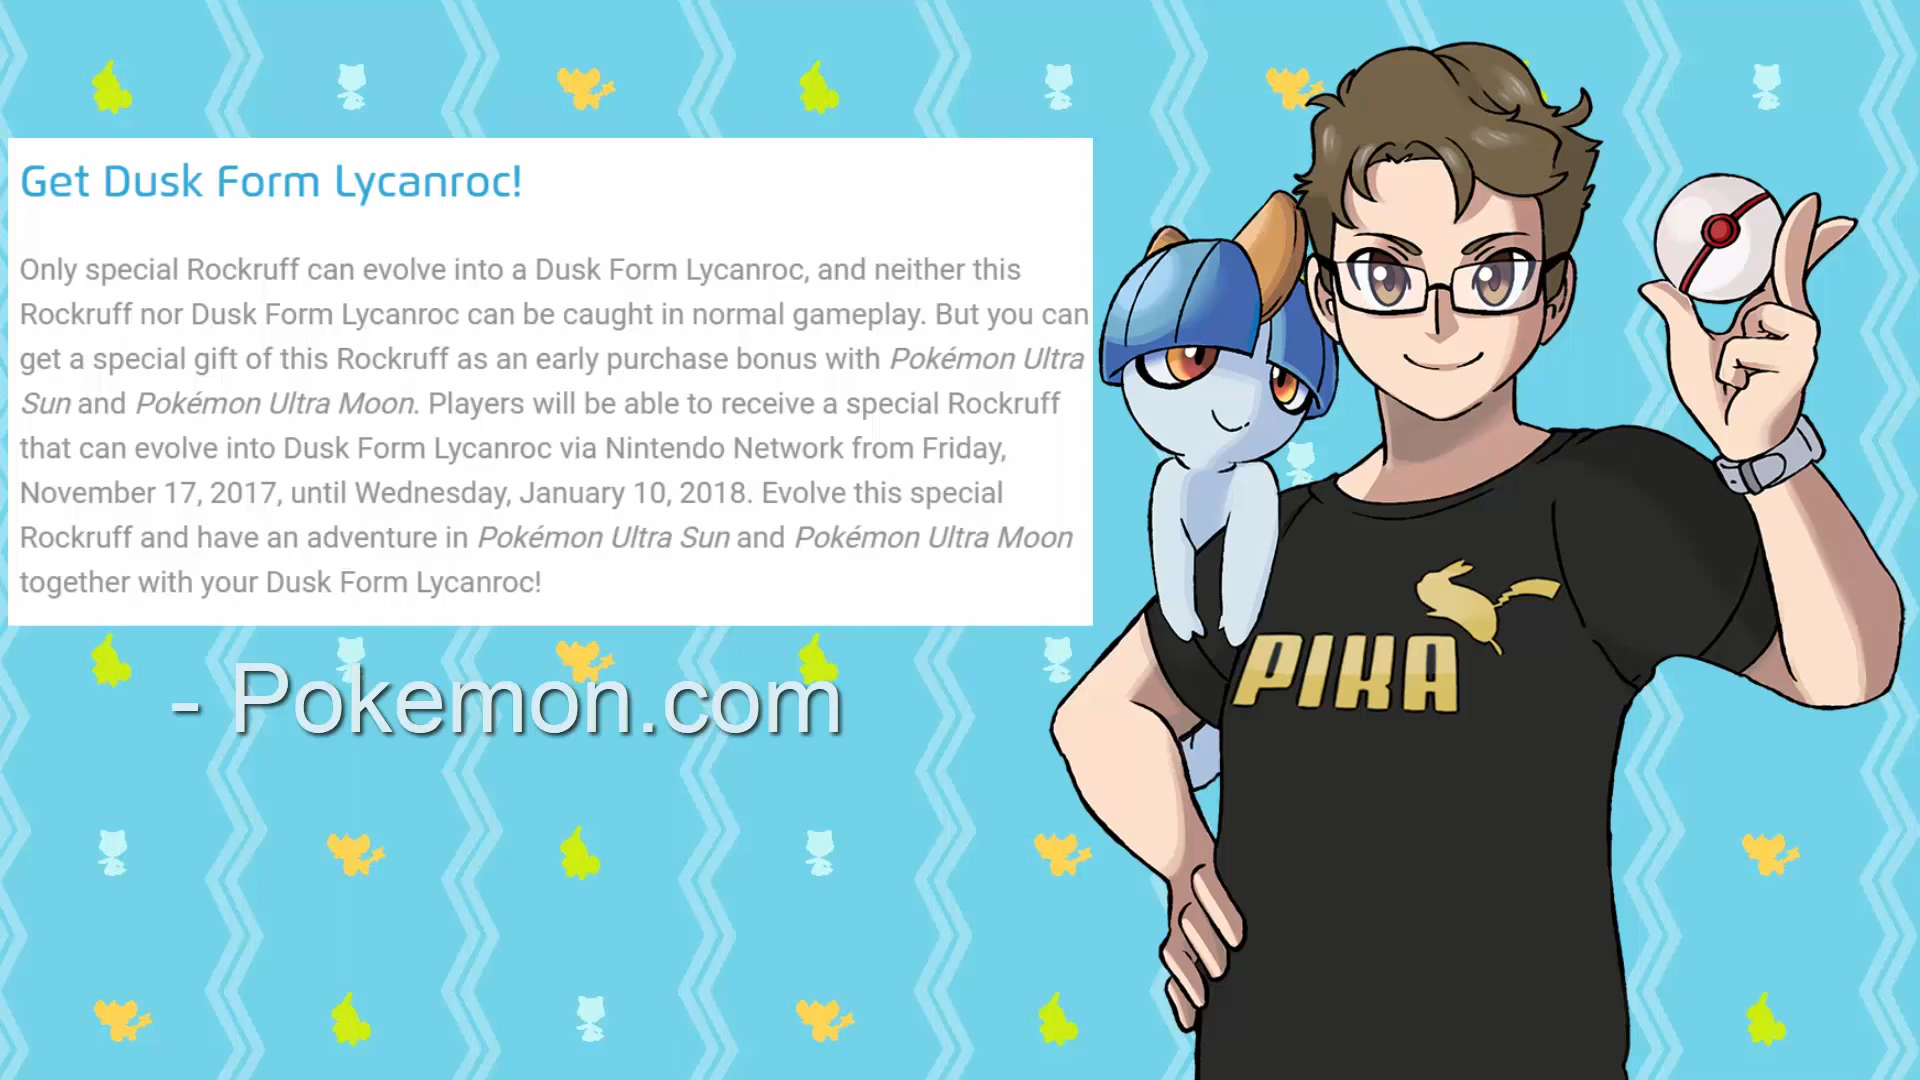 Get Dusk Form Lycanroc!
Only special Rockruff can evolve into a Dusk Form Lycanroc, and neither this
Rockruff nor Dusk Form Lycanroc can be caught in normal gameplay. But you can
get a special gift of this Rockruff as an early purchase bonus with Pokémon Ultra
Sun and Pokémon Ultra Moon. Players will be able to receive a special Rockruff
that can evolve into Dusk Form Lycanroc via Nintendo Network from Friday,
November 17, 2017, until Wednesday, January 10, 2018. Evolve this special
Rockruff and have an adventure in Pokémon Ultra Sun and Pokémon Ultra Moon
together with your Dusk Form Lycanroc!
- Pokemon.com
PIKA